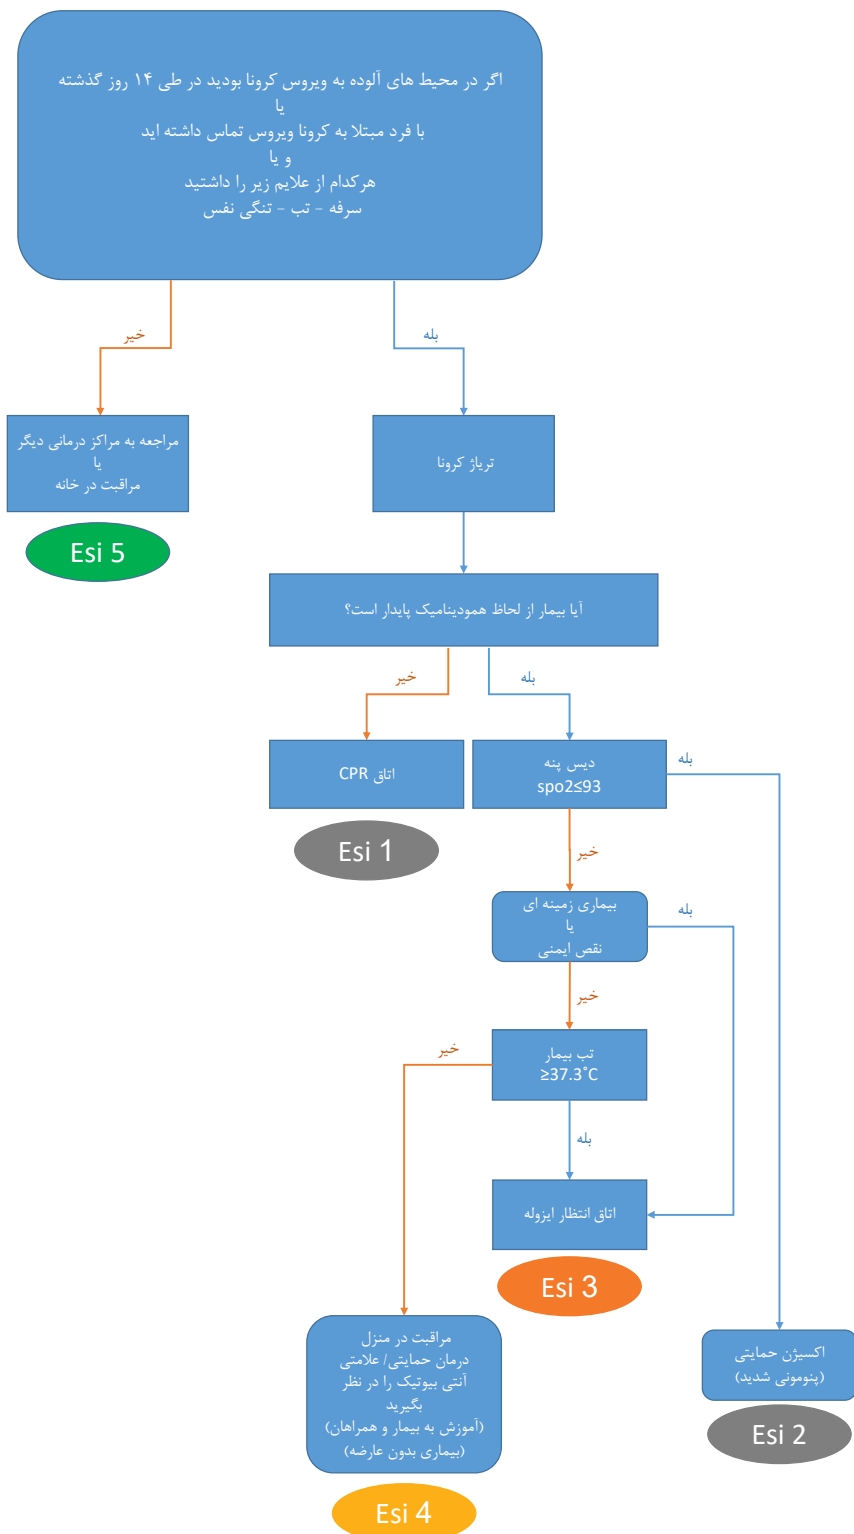 اگر در محیط های آلوده به ویروس کرونا بودید در طی ۱۴ روز گذشته
یا
با فرد مبتلا به کرونا ویروس تماس داشته اید
و یا
هرکدام از علایم زیر را داشتید
سرفه - تب - تنگی نفس
خیر
بله
مراجعه به مراکز درمانی دیگر
یا
مراقبت در خانه
تریاژ کرونا
Esi 5
آیا بیمار از لحاظ همودینامیک پایدار است؟
خیر
بله
اتاق CPR
دیس پنه
spo2≤93
بله
Esi 1
خیر
بیماری زمینه ای
یا
نقص ایمنی
بله
خیر
تب بیمار
≥37.3°C
خیر
بله
اتاق انتظار ایزوله
Esi 3
مراقبت در منزل
درمان حمایتی/ علامتی
آنتی بیوتیک را در نظر
بگیرید
(آموزش به بیمار و همراهان)
(بیماری بدون عارضه)
Esi 4
اکسیژن حمایتی
(پنومونی شدید)
Esi 2